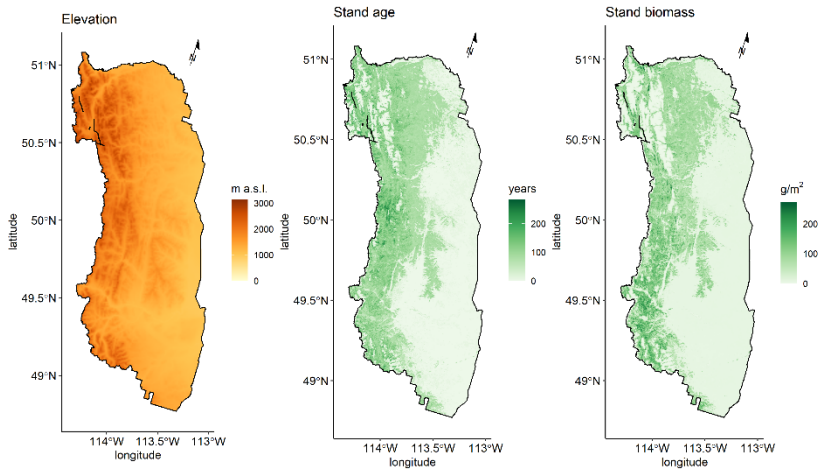 Elevation
N
51°N
50.5°N
50°N
49.5°N
49°N
latitude
114°W 113.5°W 113°W
longitude
m a.s.l.
3000
2000
1000
0
Stand age
N
51°N
50.5°N
50°N
49.5°N
49°N
latitude
114°W 113.5°W 113°W
longitude
years
200
100
0
Stand biomass
N
51°N
50.5°N
50°N
49.5°N
49°N
latitude
114°W 113.5°W 113°W
longitude
g/m²
200
100
0